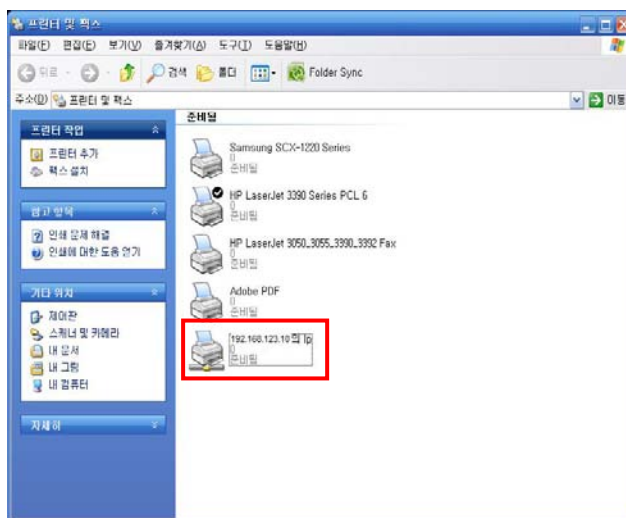 프린터 및 팩스
파일(F) 편집(E) 보기(V) 즐겨찾기(A) 도구(T) 도움말(H)
뒤로 검색 폴더 Folder Sync
주소(D) 프린터 및 팩스 이동
준비됨
프린터 작업
프린터 추가
팩스 설치
참고 항목
인쇄 문제 해결
인쇄에 대한 도움 얻기
기타 위치
제어판
스캐너 및 카메라
내 문서
내 그림
내 컴퓨터
자세히
Samsung SCX-1220 Series
0
준비됨
HP LaserJet 3390 Series PCL 6
0
준비됨
HP LaserJet 3050_3055_3390_3392 Fax
0
준비됨
Adobe PDF
0
준비됨
192.168.123.10의 lp
0
준비됨